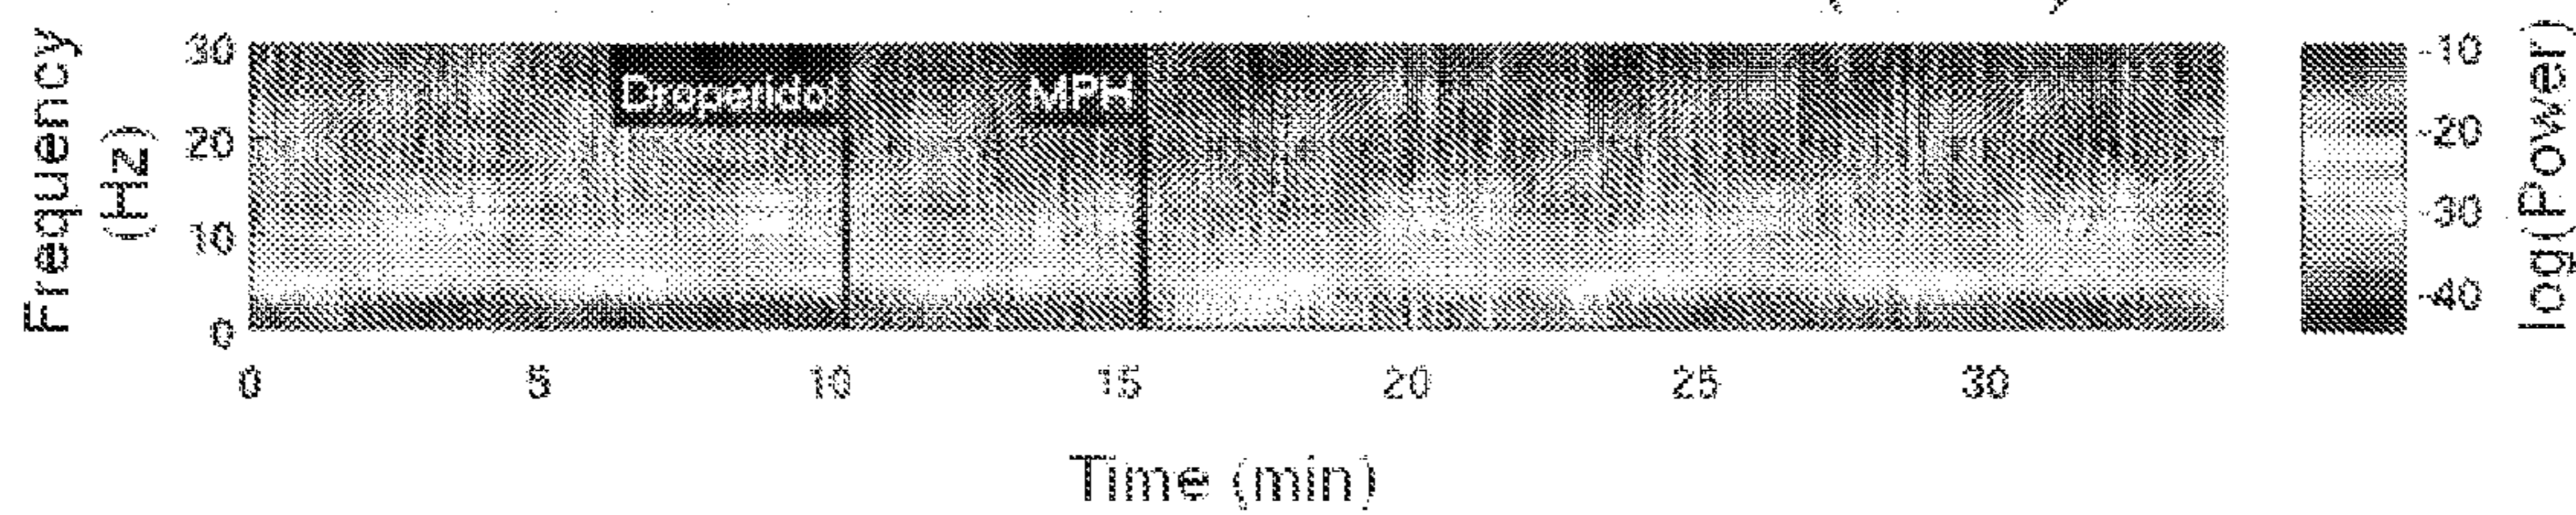 Frequency
(Hz)
30
20
10
0
Droperidol
MPH
0 5 10 15 20 25 30
Time (min)
-10
-20
-30
-40
log(Power)